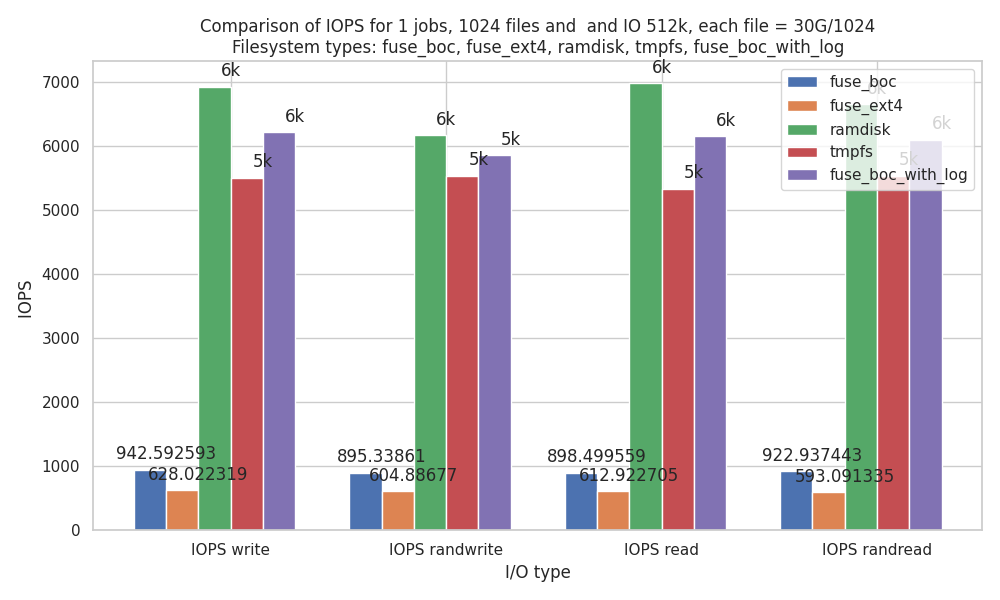 Comparison of IOPS for 1 jobs, 1024 files and  and IO 512k, each file = 30G/1024
Filesystem types: fuse_boc, fuse_ext4, ramdisk, tmpfs, fuse_boc_with_log
IOPS
7000
6000
5000
4000
3000
2000
1000
0
942.592593
628.022319
6k
5k
6k
895.33861
604.88677
6k
5k
5k
898.499559
612.922705
6k
5k
6k
922.937443
593.091335
6k
5k
6k
fuse_boc
fuse_ext4
ramdisk
tmpfs
fuse_boc_with_log
IOPS write
IOPS randwrite
IOPS read
IOPS randread
I/O type